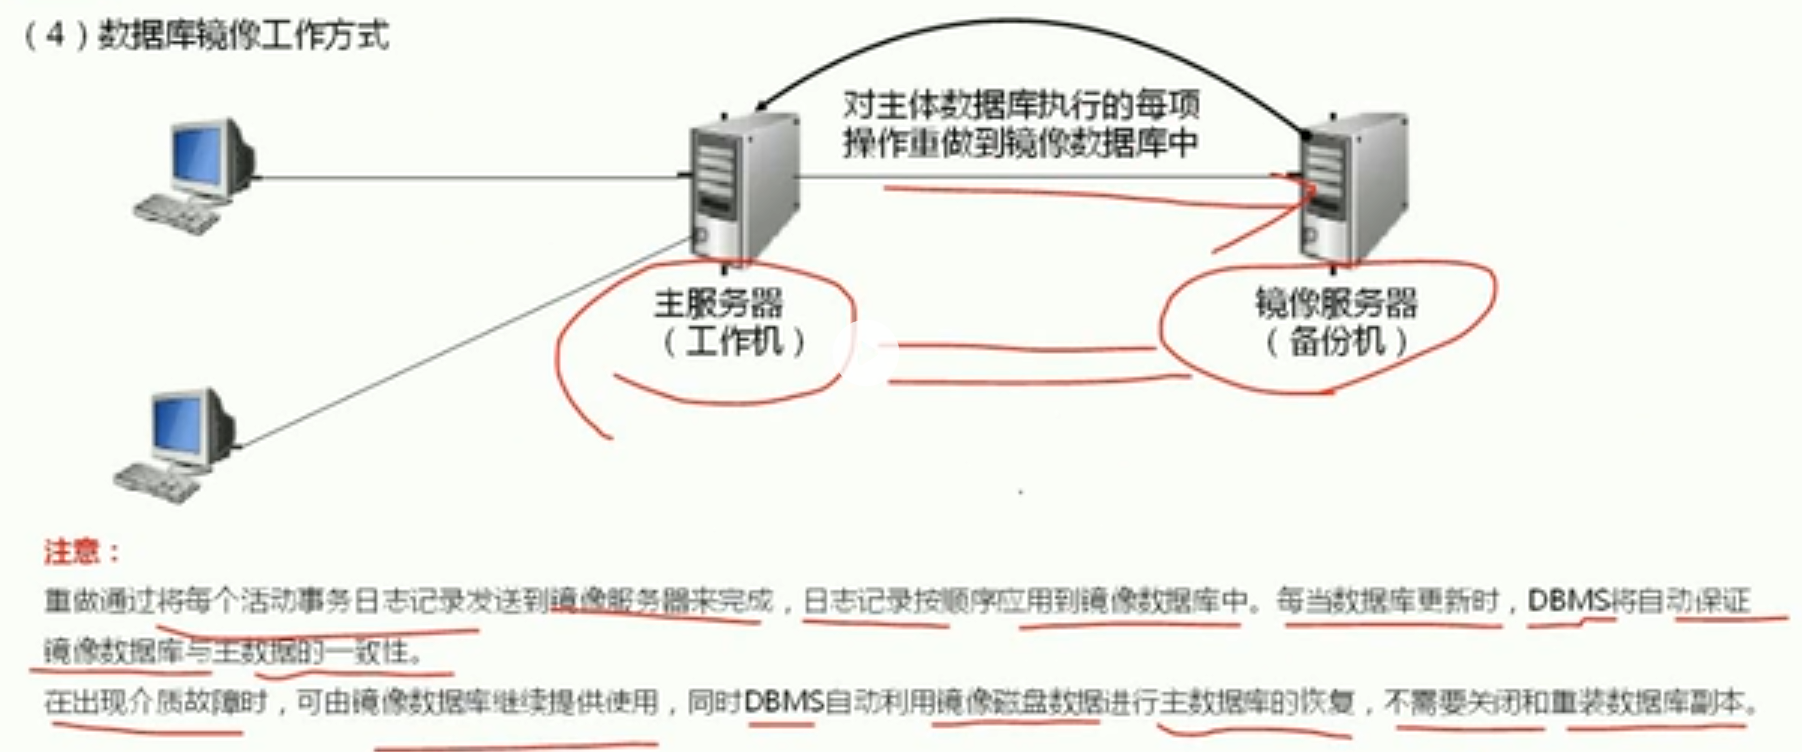 （4）数据库镜像工作方式
对主体数据库执行的每项
操作重做到镜像数据库中
主服务器
（工作机）
镜像服务器
（备份机）
注意：
重做通过将每个活动事务日志记录发送到镜像服务器来完成，日志记录按顺序应用到镜像数据库中。每当数据库更新时，DBMS将自动保证
镜像数据库与主数据的一致性。
在出现介质故障时，可由镜像数据库继续提供使用，同时DBMS自动利用镜像磁盘数据进行主数据库的恢复，不需要关闭和重装数据库副本。